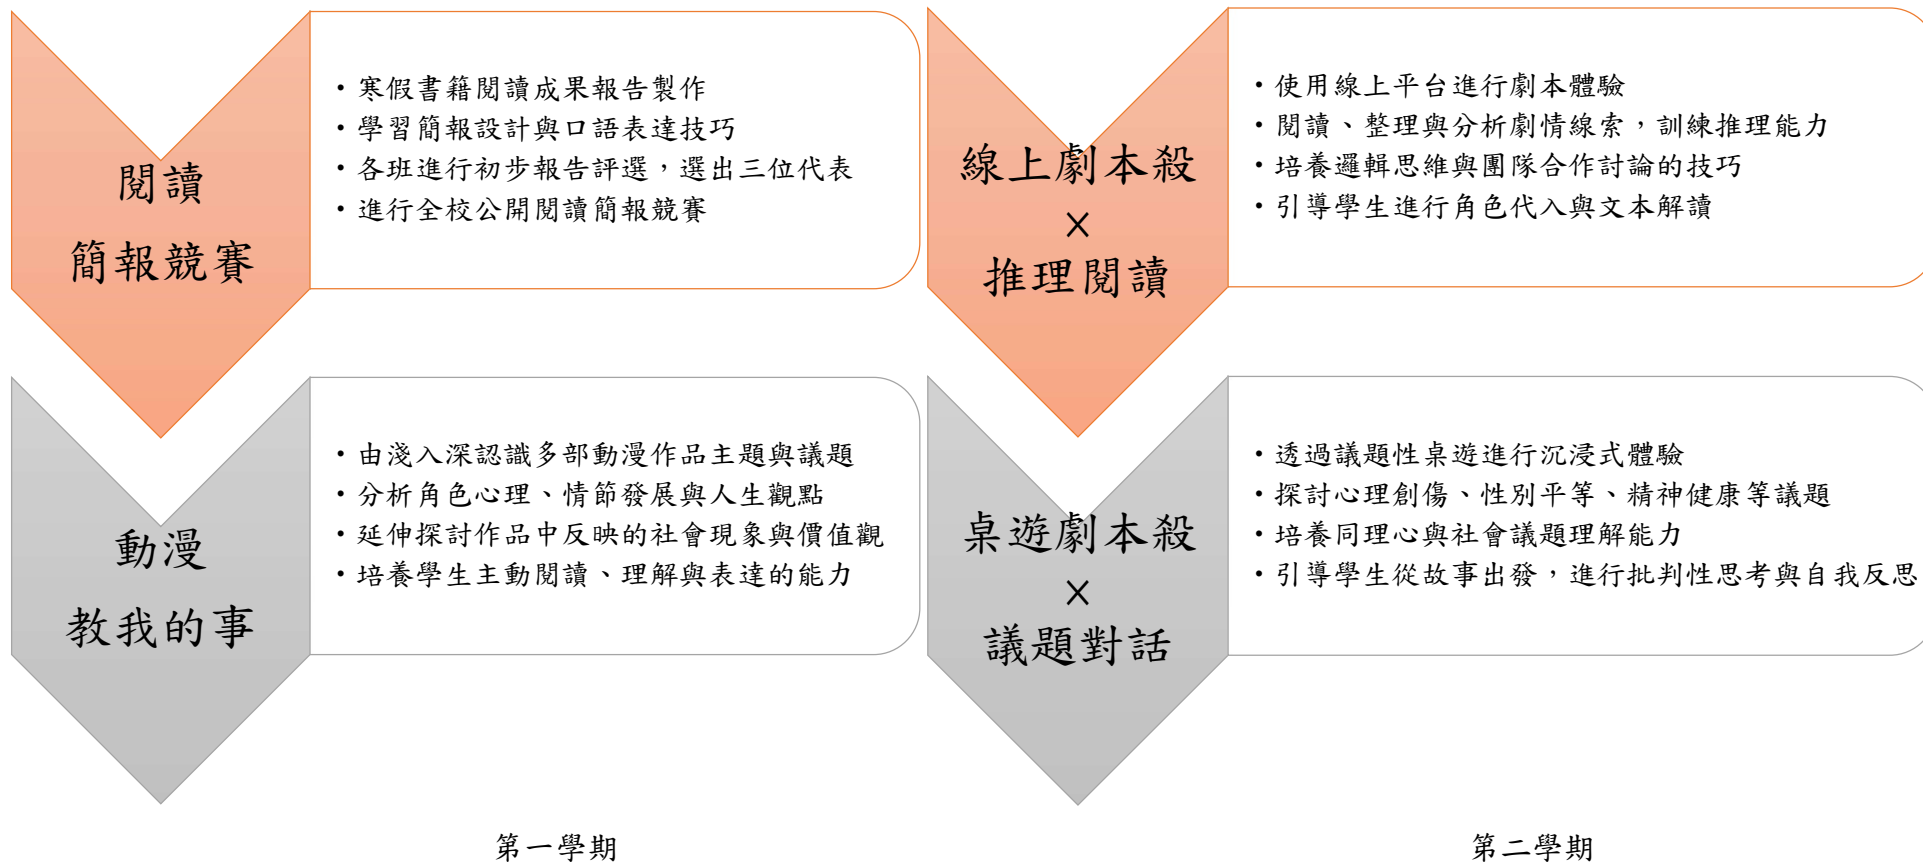 閱讀
簡報競賽
・寒假書籍閱讀成果報告製作
・學習簡報設計與口語表達技巧
・各班進行初步報告評選，選出三位代表
・進行全校公開閱讀簡報競賽
動漫
教我的事
・由淺入深認識多部動漫作品主題與議題
・分析角色心理、情節發展與人生觀點
・延伸探討作品中反映的社會現象與價值觀
・培養學生主動閱讀、理解與表達的能力
第一學期
線上劇本殺
×
推理閱讀
・使用線上平台進行劇本體驗
・閱讀、整理與分析劇情線索，訓練推理能力
・培養邏輯思維與團隊合作討論的技巧
・引導學生進行角色代入與文本解讀
桌遊劇本殺
×
議題對話
・透過議題性桌遊進行沉浸式體驗
・探討心理創傷、性別平等、精神健康等議題
・培養同理心與社會議題理解能力
・引導學生從故事出發，進行批判性思考與自我反思
第二學期